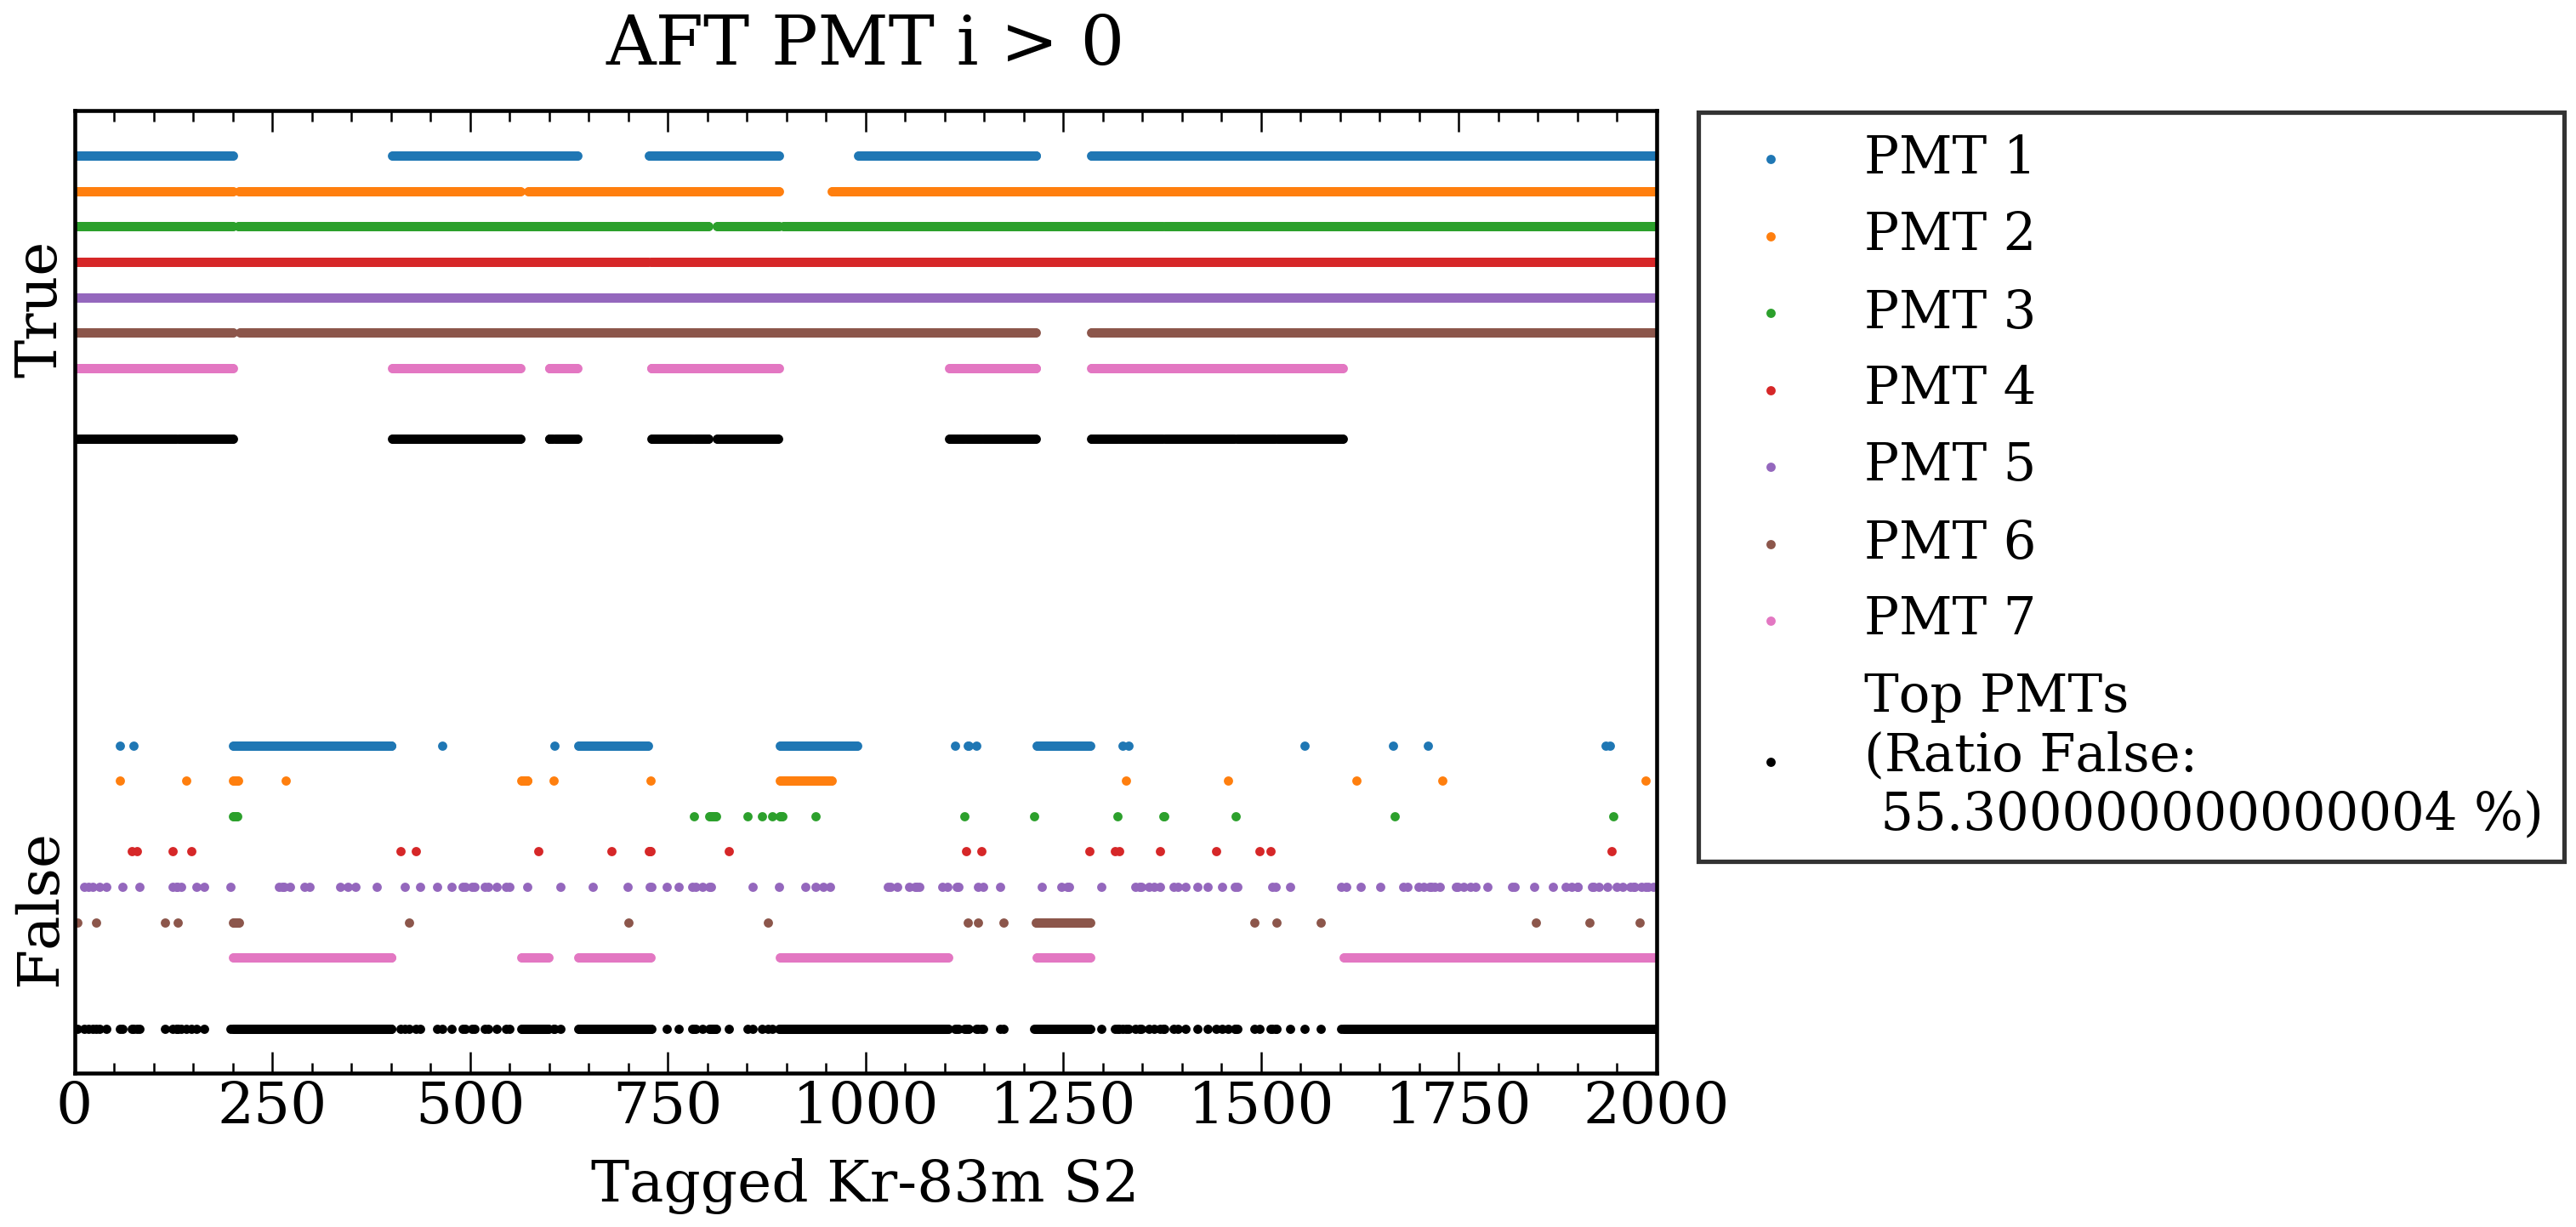 AFT PMT i > 0
True
False
0 250 500 750 1000 1250 1500 1750 2000
Tagged Kr-83m S2
PMT 1
PMT 2
PMT 3
PMT 4
PMT 5
PMT 6
PMT 7
Top PMTs
(Ratio False:
55.300000000000004 %)